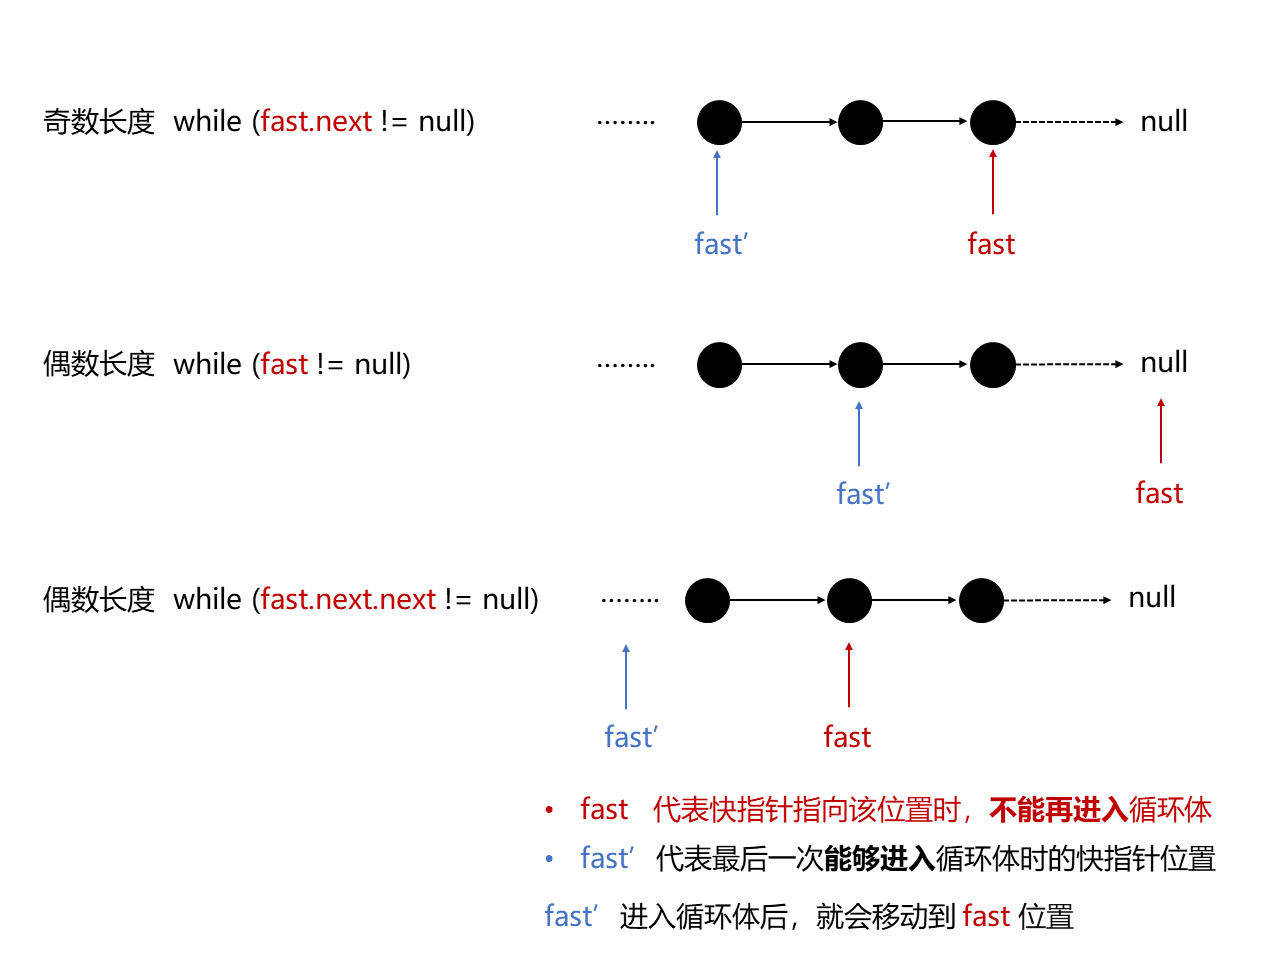 奇数长度 while (fast.next != null) ········ null
fast′ fast
偶数长度 while (fast != null) ········ null
fast′ fast
偶数长度 while (fast.next.next != null) ········ null
fast′ fast
• fast 代表快指针指向该位置时，不能再进入循环体
• fast′ 代表最后一次能够进入循环体时的快指针位置
fast′ 进入循环体后，就会移动到 fast 位置